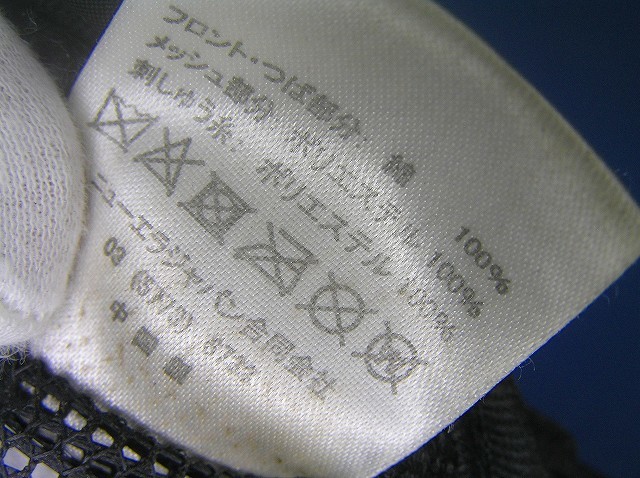 フロント・つば部分: 綿 100%
メッシュ部分: ポリエステル 100%
刺しゅう糸: ポリエステル 100%
ニューエラジャパン合同会社
03 (5773)
中国製